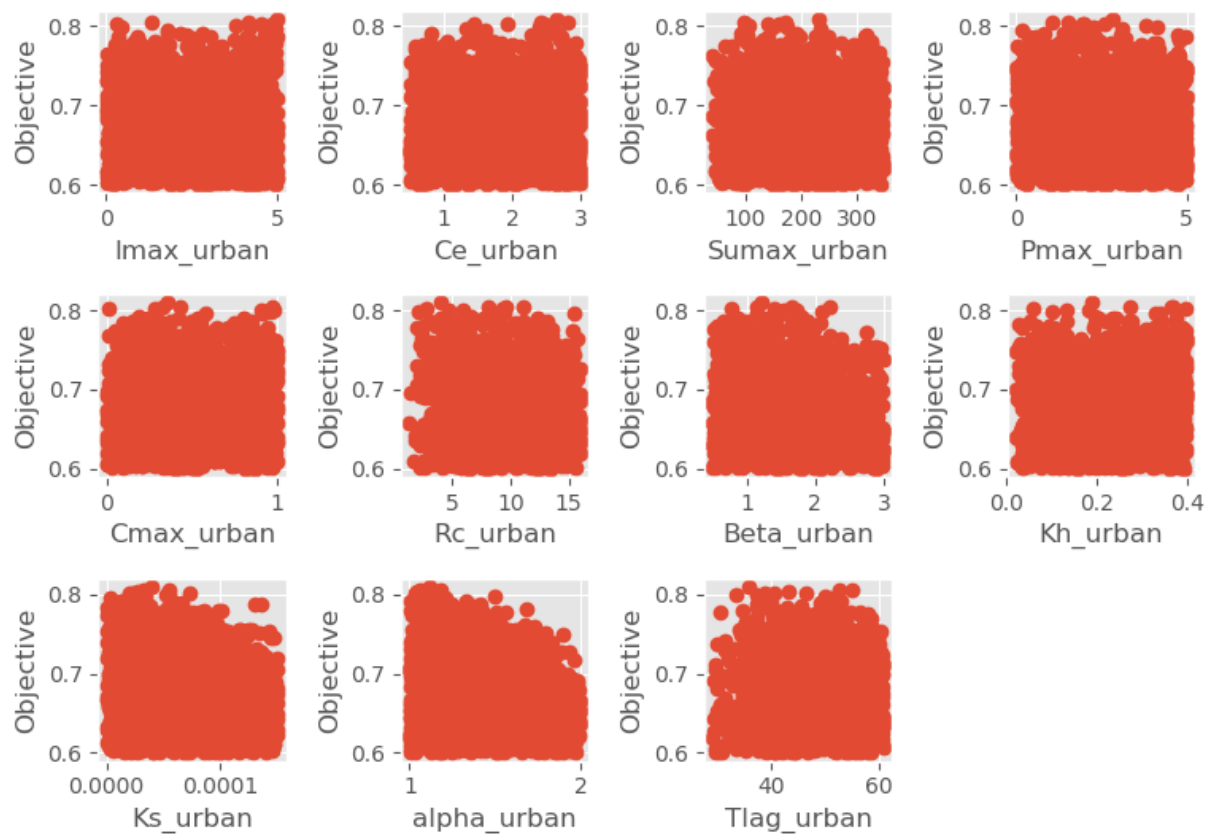 0.8
0.7
0.6
Objective
0 5
Imax_urban
0.8
0.7
0.6
Objective
1 2 3
Ce_urban
0.8
0.7
0.6
Objective
100 200 300
Sumax_urban
0.8
0.7
0.6
Objective
0 5
Pmax_urban
0.8
0.7
0.6
Objective
0 1
Cmax_urban
0.8
0.7
0.6
Objective
5 10 15
Rc_urban
0.8
0.7
0.6
Objective
1 2 3
Beta_urban
0.8
0.7
0.6
Objective
0.0 0.2 0.4
Kh_urban
0.8
0.7
0.6
Objective
0.0000 0.0001
Ks_urban
0.8
0.7
0.6
Objective
1 2
alpha_urban
0.8
0.7
0.6
Objective
40 60
Tlag_urban